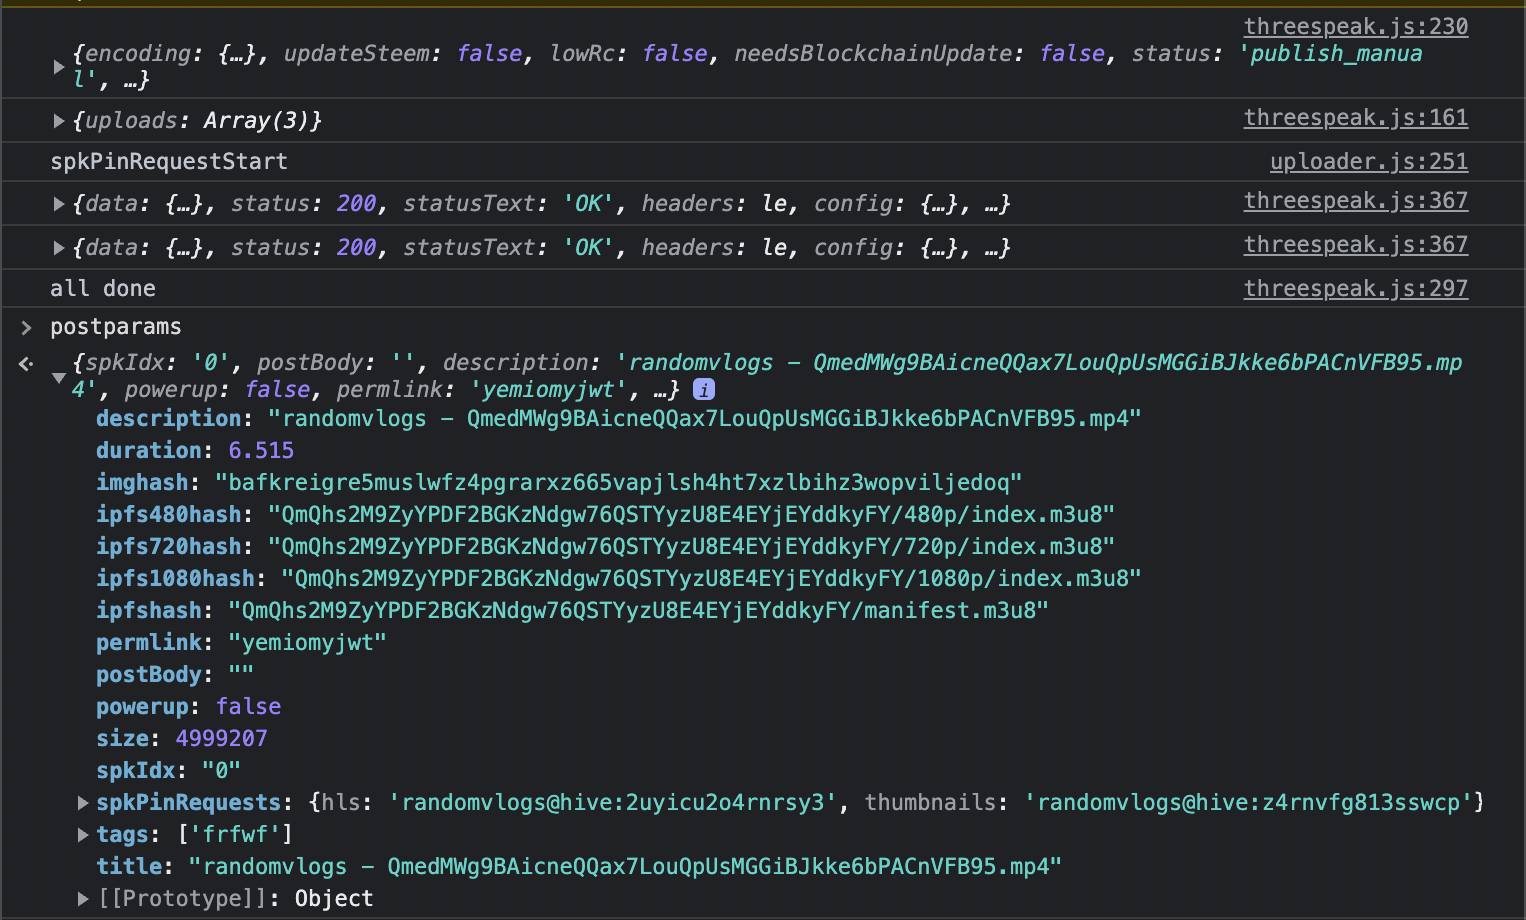 threespeak.js:230
{encoding: {…}, updateSteem: false, lowRc: false, needsBlockchainUpdate: false, status: 'publish_manua
l', …}
{uploads: Array(3)} threespeak.js:161
spkPinRequestStart uploader.js:251
{data: {…}, status: 200, statusText: 'OK', headers: le, config: {…}, …} threespeak.js:367
{data: {…}, status: 200, statusText: 'OK', headers: le, config: {…}, …} threespeak.js:367
all done threespeak.js:297
postparams
{spkIdx: '0', postBody: '', description: 'randomvlogs – QmedMWg9BAicneQQax7LouQpUsMGGiBJkke6bPACnVFB95.mp
4', powerup: false, permlink: 'yemiomyjwt', …} i
description: "randomvlogs – QmedMWg9BAicneQQax7LouQpUsMGGiBJkke6bPACnVFB95.mp4"
duration: 6.515
imghash: "bafkreigre5muslwfz4pgrarxz665vapjlsh4ht7xzlbihz3wopviljedoq"
ipfs480hash: "QmQhs2M9ZyYPDF2BGKzNdgw76QSTYyzU8E4EYjEYddkyFY/480p/index.m3u8"
ipfs720hash: "QmQhs2M9ZyYPDF2BGKzNdgw76QSTYyzU8E4EYjEYddkyFY/720p/index.m3u8"
ipfs1080hash: "QmQhs2M9ZyYPDF2BGKzNdgw76QSTYyzU8E4EYjEYddkyFY/1080p/index.m3u8"
ipfshash: "QmQhs2M9ZyYPDF2BGKzNdgw76QSTYyzU8E4EYjEYddkyFY/manifest.m3u8"
permlink: "yemiomyjwt"
postBody: ""
powerup: false
size: 4999207
spkIdx: "0"
spkPinRequests: {hls: 'randomvlogs@hive:2uyicu2o4rnrsy3', thumbnails: 'randomvlogs@hive:z4rnvfg813sswcp'}
tags: ['frfwf']
title: "randomvlogs – QmedMWg9BAicneQQax7LouQpUsMGGiBJkke6bPACnVFB95.mp4"
[[Prototype]]: Object